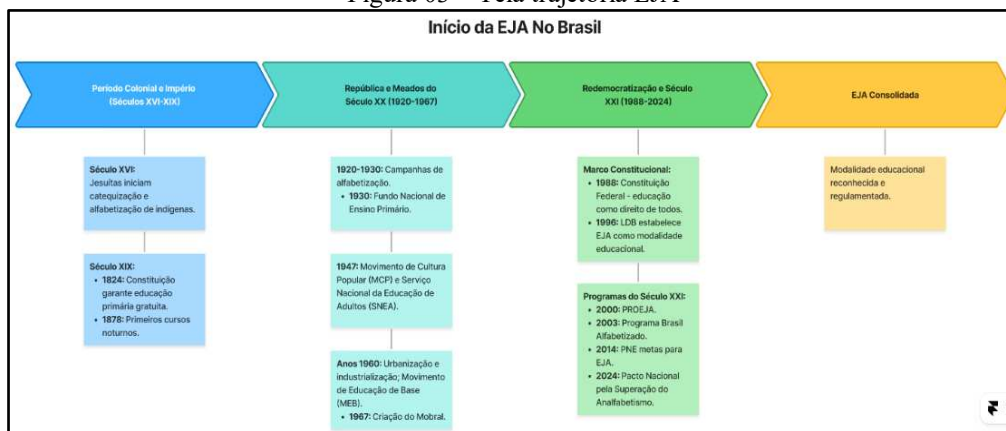 Figura 03 – Tela trajetória EJA
Início da EJA No Brasil
Período Colonial e Império
(Séculos XVI-XIX)
República e Meados do
Século XX (1920-1967)
Rodemocratização e Século
XXI (1988-2024)
EJA Consolidada
Século XVI:
Jesuítas iniciam
catequização e
alfabetização de indígenas.
Século XIX:
• 1824: Constituição
garante educação
primária gratuita.
• 1878: Primeiros cursos
noturnos.
1920-1930: Campanhas de
alfabetização.
• 1930: Fundo Nacional de
Ensino Primário.
1947: Movimento de Cultura
Popular (MCP) e Serviço
Nacional da Educação de
Adultos (SNEA).
Anos 1960: Urbanização e
industrialização; Movimento
de Educação de Base
(MEB).
• 1967: Criação do Mobral.
Marco Constitucional:
• 1988: Constituição
Federal - educação
como direito de todos.
• 1996: LDB estabelece
EJA como modalidade
educacional.
Programas do Século XXI:
• 2000: PROEJA.
• 2003: Programa Brasil
Alfabetizado.
• 2014: PNE metas para
EJA.
• 2024: Pacto Nacional
pela Superação do
Analfabetismo.
Modalidade educacional
reconhecida e
regulamentada.